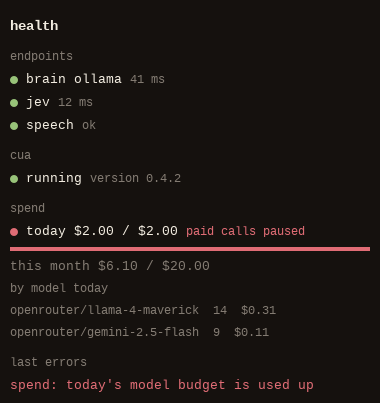 health
endpoints
brain ollama 41 ms
jev 12 ms
speech ok
cua
running version 0.4.2
spend
today $2.00 / $2.00 paid calls paused
this month $6.10 / $20.00
by model today
openrouter/llama-4-maverick 14 $0.31
openrouter/gemini-2.5-flash 9 $0.11
last errors
spend: today's model budget is used up